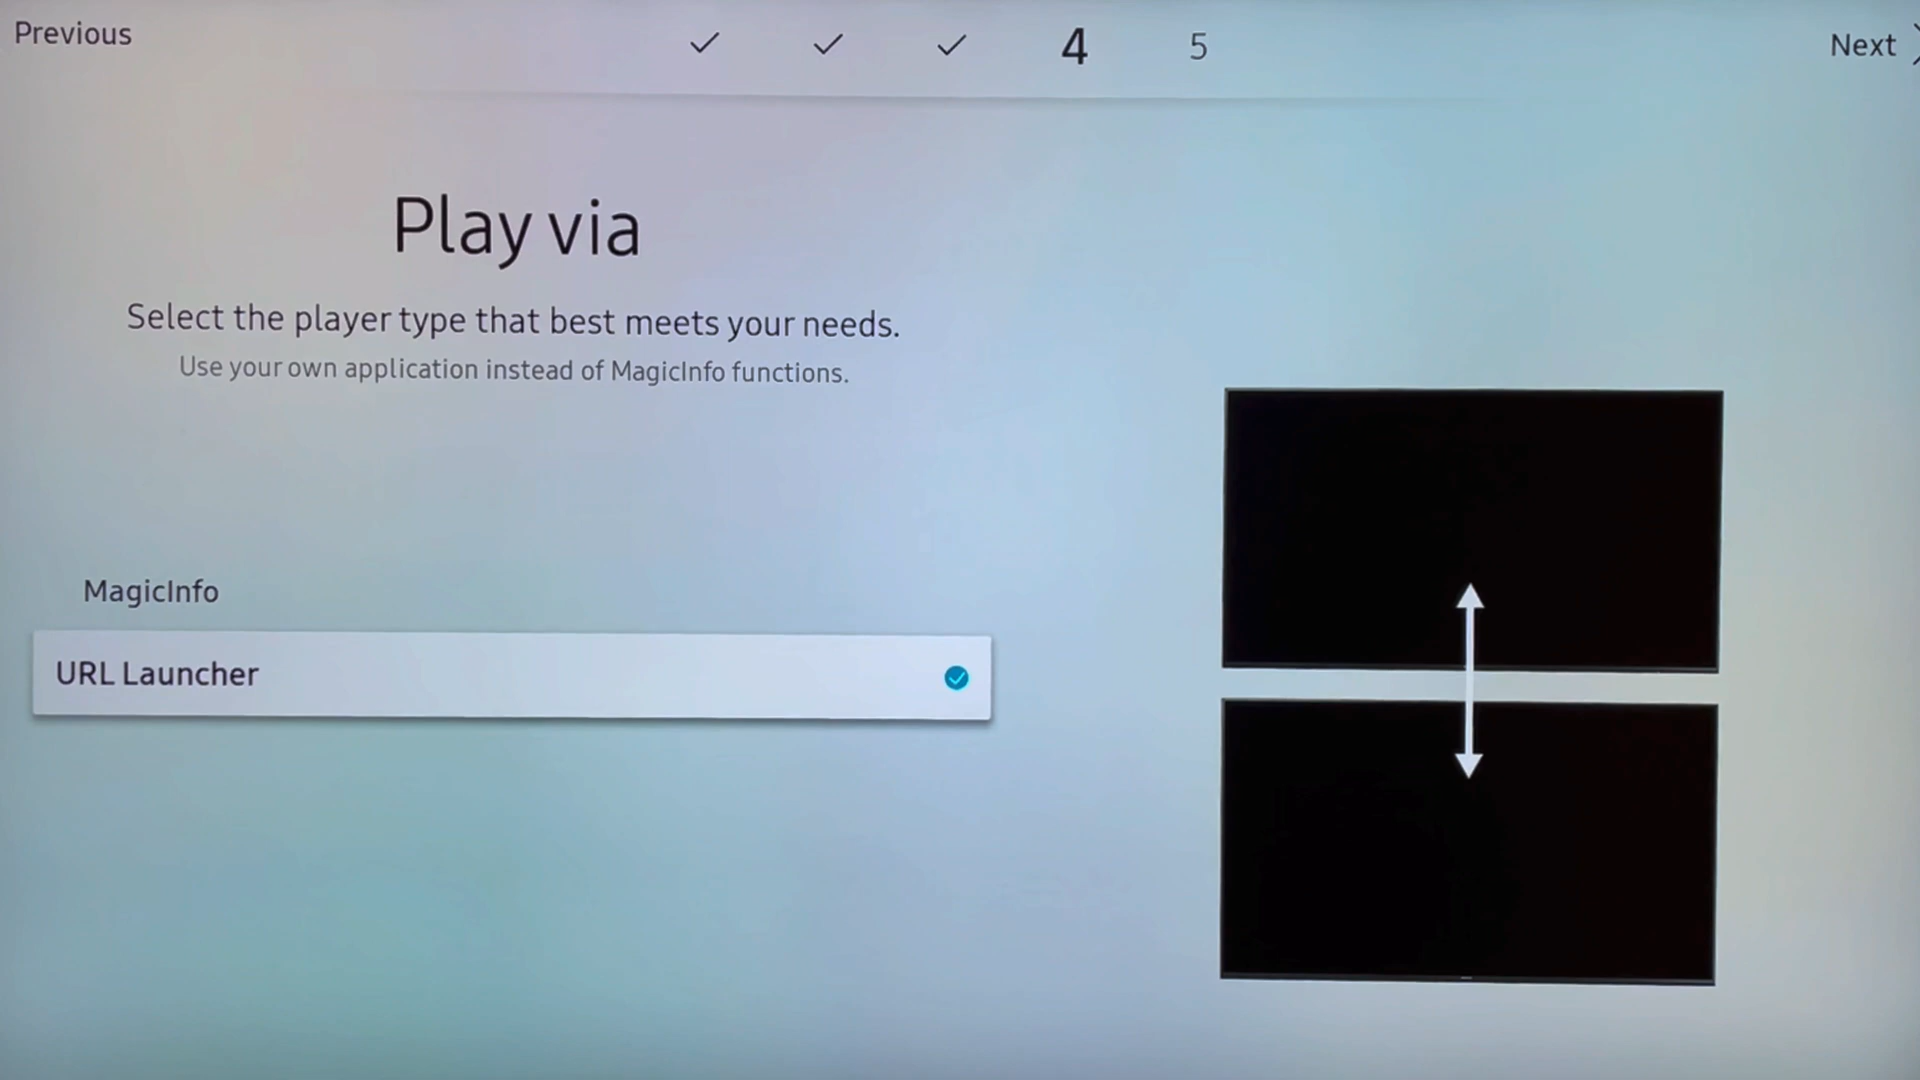 Previous
4
5
Next
Play via
Select the player type that best meets your needs.
Use your own application instead of MagicInfo functions.
MagicInfo
URL Launcher